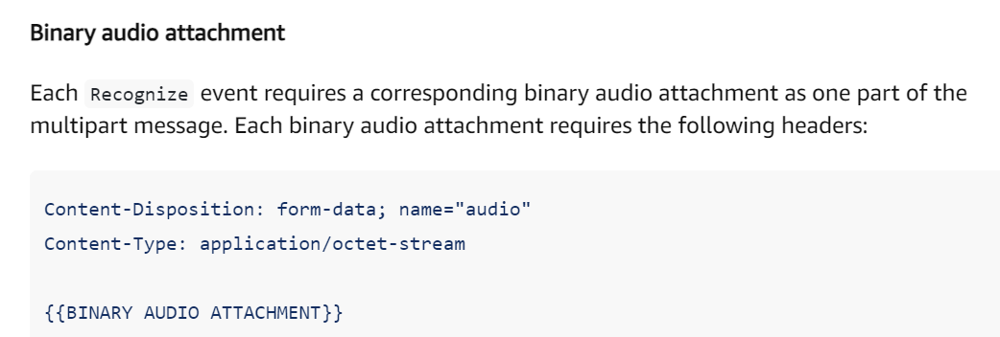 Binary audio attachment
Each Recognize event requires a corresponding binary audio attachment as one part of the
multipart message. Each binary audio attachment requires the following headers:
Content-Disposition: form-data; name="audio"
Content-Type: application/octet-stream
{{BINARY AUDIO ATTACHMENT}}